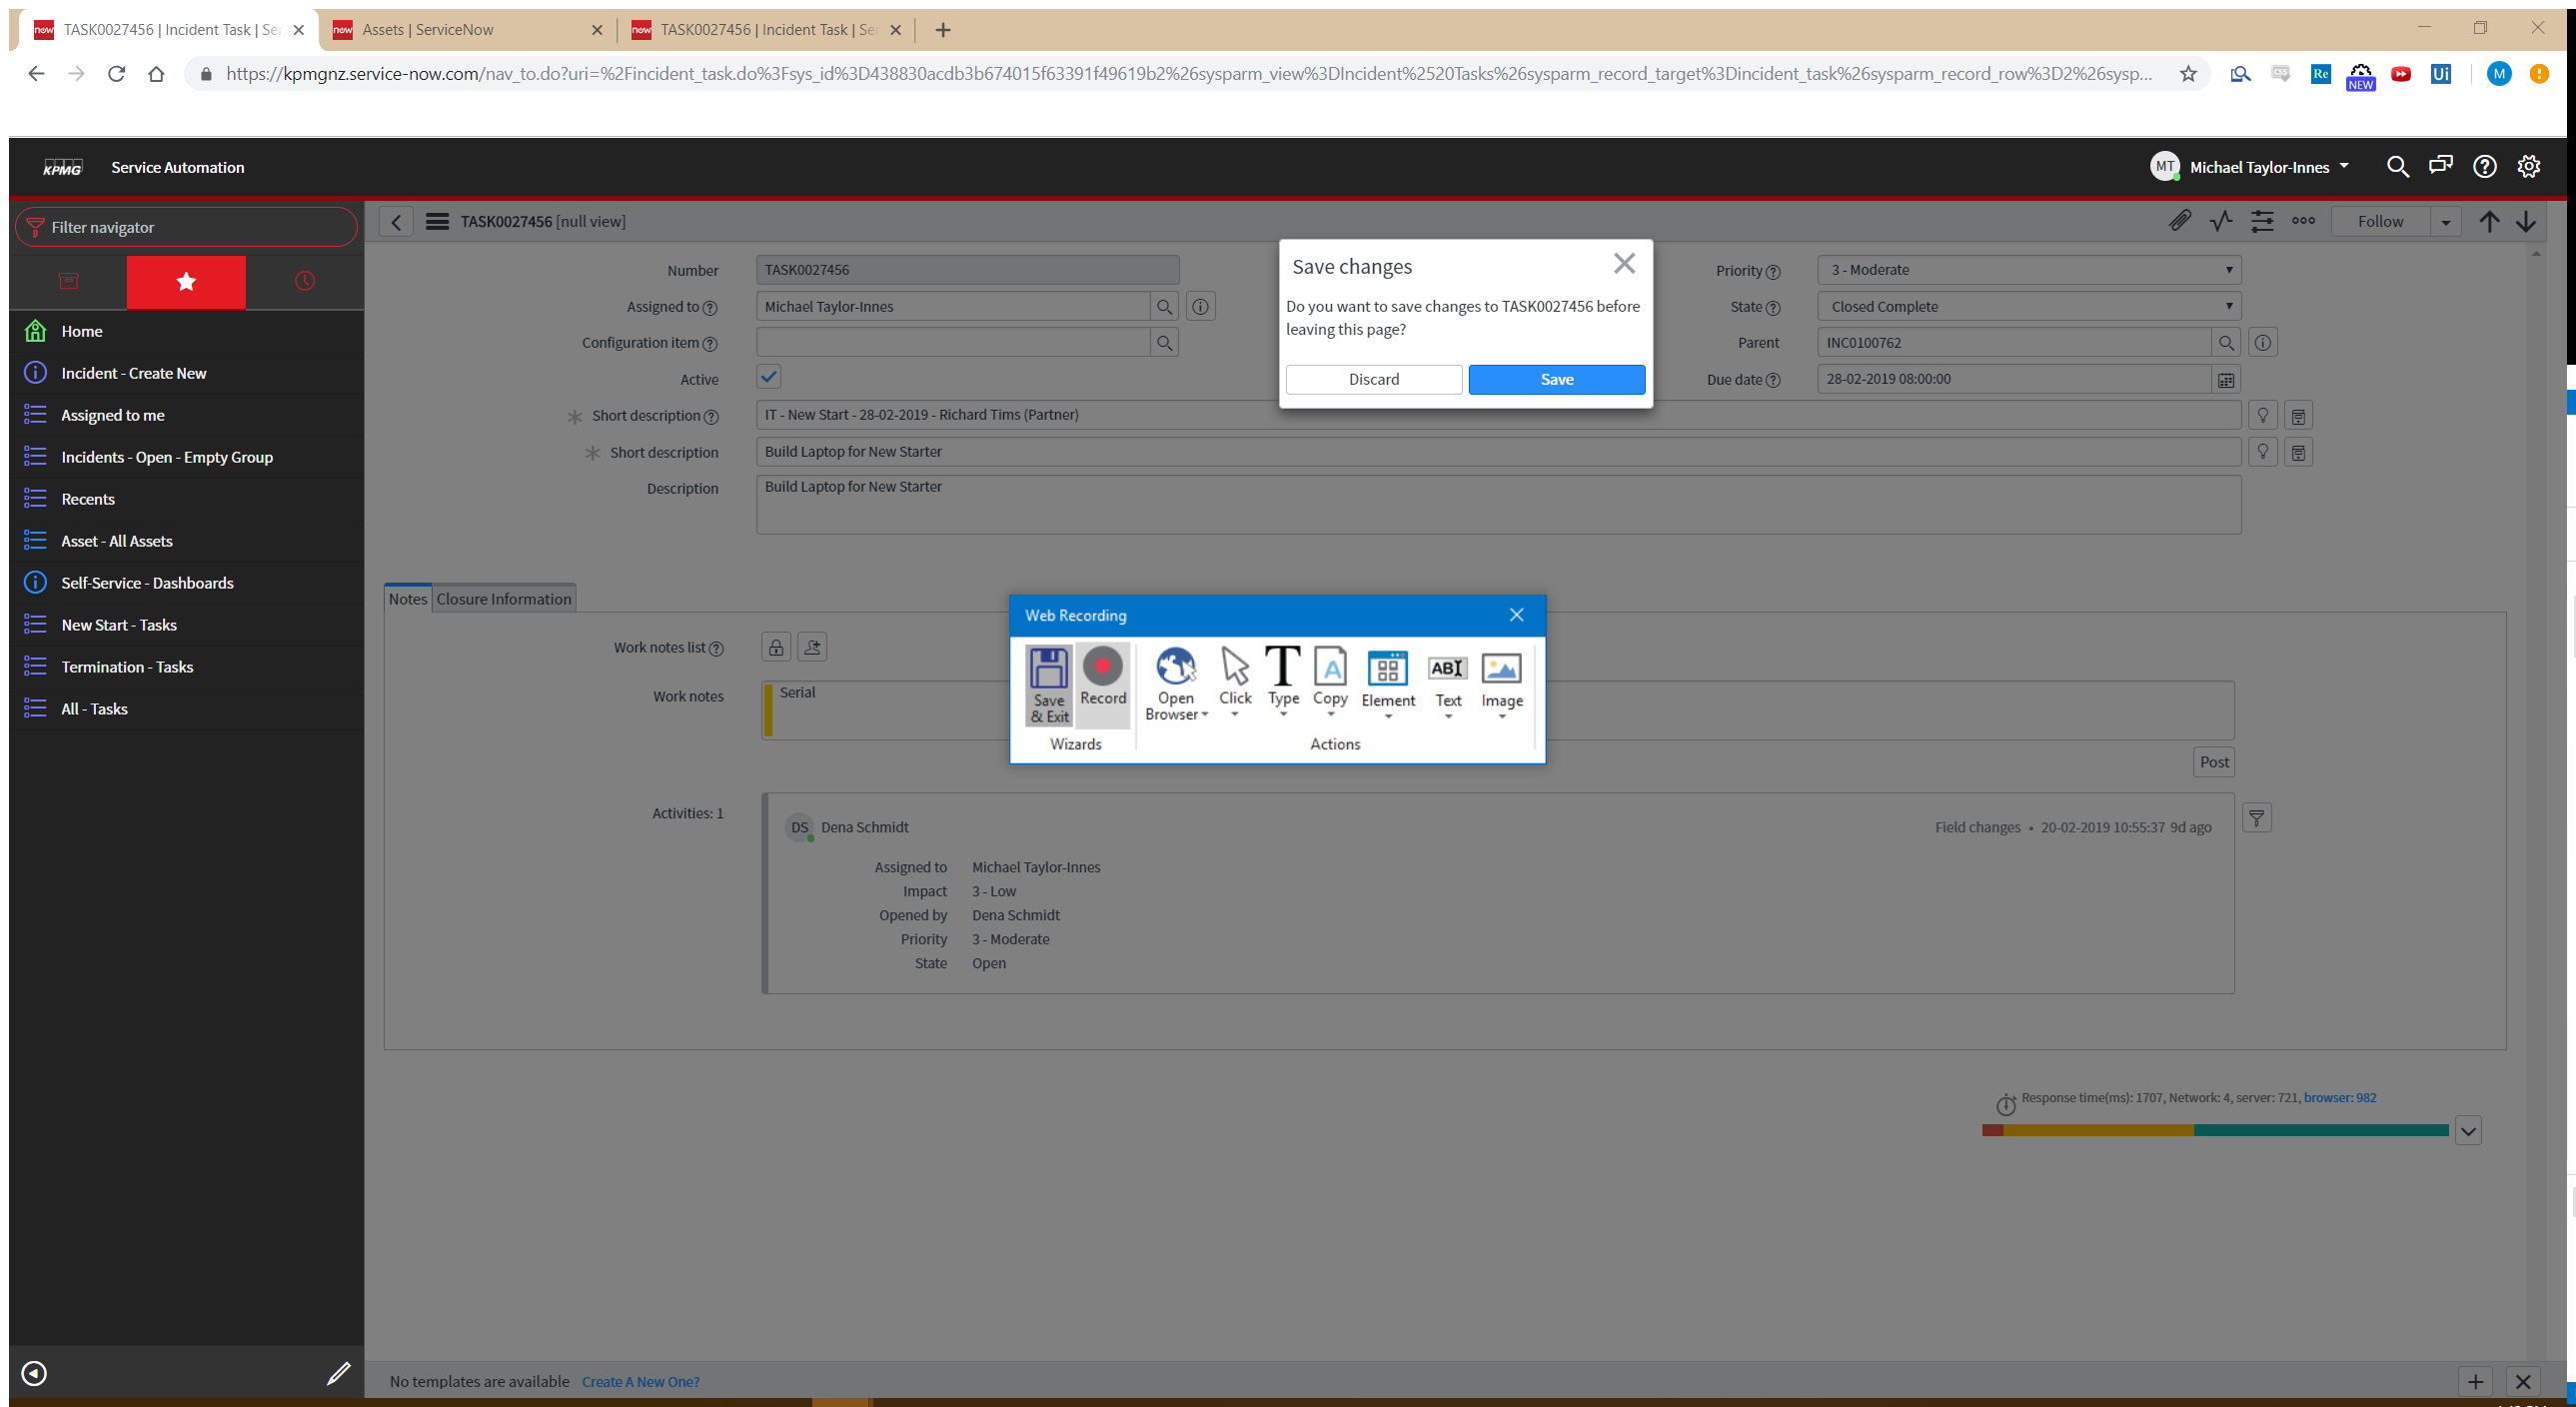 TASK0027456 | Incident Task | Ser
Assets | ServiceNow
TASK0027456 | Incident Task | Ser
https://kpmgnz.service-now.com/nav_to.do?uri=%2Fincident_task.do%3Fsys_id%3D438830acdb3b674015f63391f49619b2%26sysparm_view%3DIncident%2520Tasks%26sysparm_record_target%3Dincident_task%26sysparm_record_row%3D2%26sysp...
Re
NEW
Ui
M
KPMG Service Automation
MT Michael Taylor-Innes
Filter navigator
Home
Incident - Create New
Assigned to me
Incidents - Open - Empty Group
Recents
Asset - All Assets
Self-Service - Dashboards
New Start - Tasks
Termination - Tasks
All - Tasks
TASK0027456 [null view]
Follow
Number TASK0027456
Assigned to Michael Taylor-Innes
Configuration item
Active
Priority 3 - Moderate
State Closed Complete
Parent INC0100762
Due date 28-02-2019 08:00:00
Short description IT - New Start - 28-02-2019 - Richard Tims (Partner)
Short description Build Laptop for New Starter
Description Build Laptop for New Starter
Save changes
Do you want to save changes to TASK0027456 before
leaving this page?
Discard Save
Notes Closure Information
Work notes list
Work notes Serial
Post
Web Recording
Save & Exit
Record
Open Browser
Click
Type
Copy
Element
Text
Image
Wizards
Actions
Activities: 1
DS Dena Schmidt
Field changes • 20-02-2019 10:55:37 9d ago
Assigned to Michael Taylor-Innes
Impact 3 - Low
Opened by Dena Schmidt
Priority 3 - Moderate
State Open
Response time(ms): 1707, Network: 4, server: 721, browser: 982
No templates are available Create A New One?